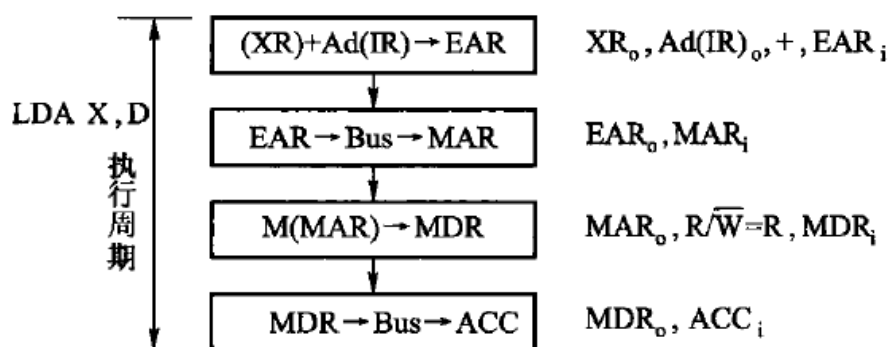 (XR)+Ad(IR)→EAR XRₒ, Ad(IR)ₒ, +, EARᵢ
LDA X,D
EAR→Bus→MAR EARₒ, MARᵢ
执行周期
M(MAR)→MDR MARₒ, R/W̅=R, MDRᵢ
MDR→Bus→ACC MDRₒ, ACCᵢ